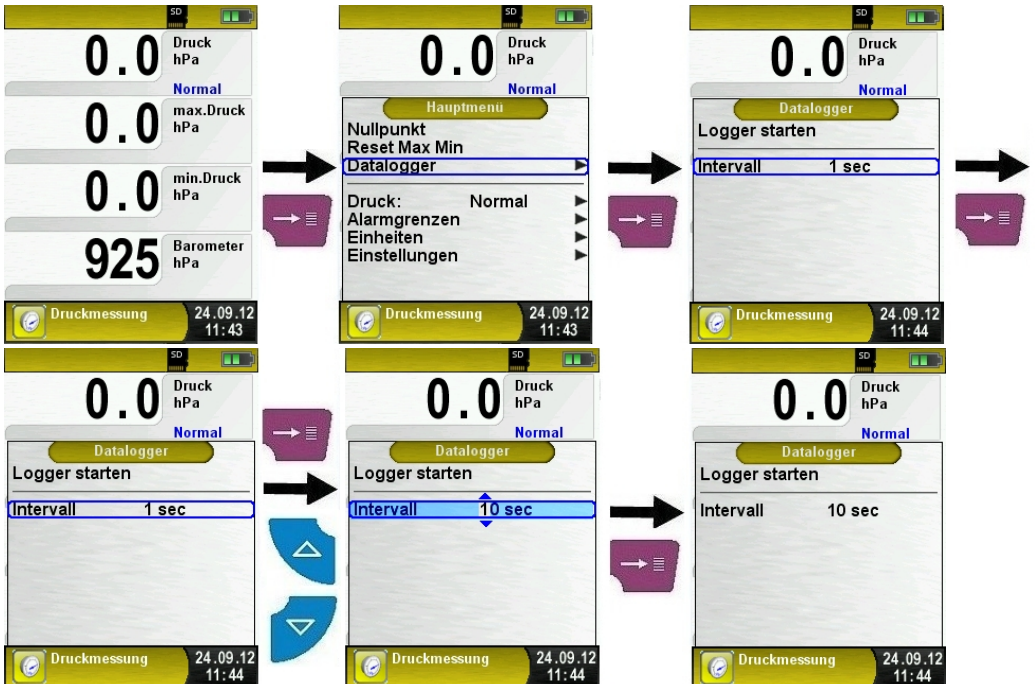 SD
0.0 Druck
hPa
Normal
0.0 max.Druck
hPa
0.0 min.Druck
hPa
925 Barometer
hPa
Druckmessung 24.09.12
11:43
SD
0.0 Druck
hPa
Normal
Hauptmenü
Nullpunkt
Reset Max Min
Datalogger
Druck: Normal
Alarmgrenzen
Einheiten
Einstellungen
Druckmessung 24.09.12
11:43
SD
0.0 Druck
hPa
Normal
Datalogger
Logger starten
Intervall 1 sec
Druckmessung 24.09.12
11:44
SD
0.0 Druck
hPa
Normal
Datalogger
Logger starten
Intervall 1 sec
Druckmessung 24.09.12
11:44
SD
0.0 Druck
hPa
Normal
Datalogger
Logger starten
Intervall 10 sec
Druckmessung 24.09.12
11:44
SD
0.0 Druck
hPa
Normal
Datalogger
Logger starten
Intervall 10 sec
Druckmessung 24.09.12
11:44